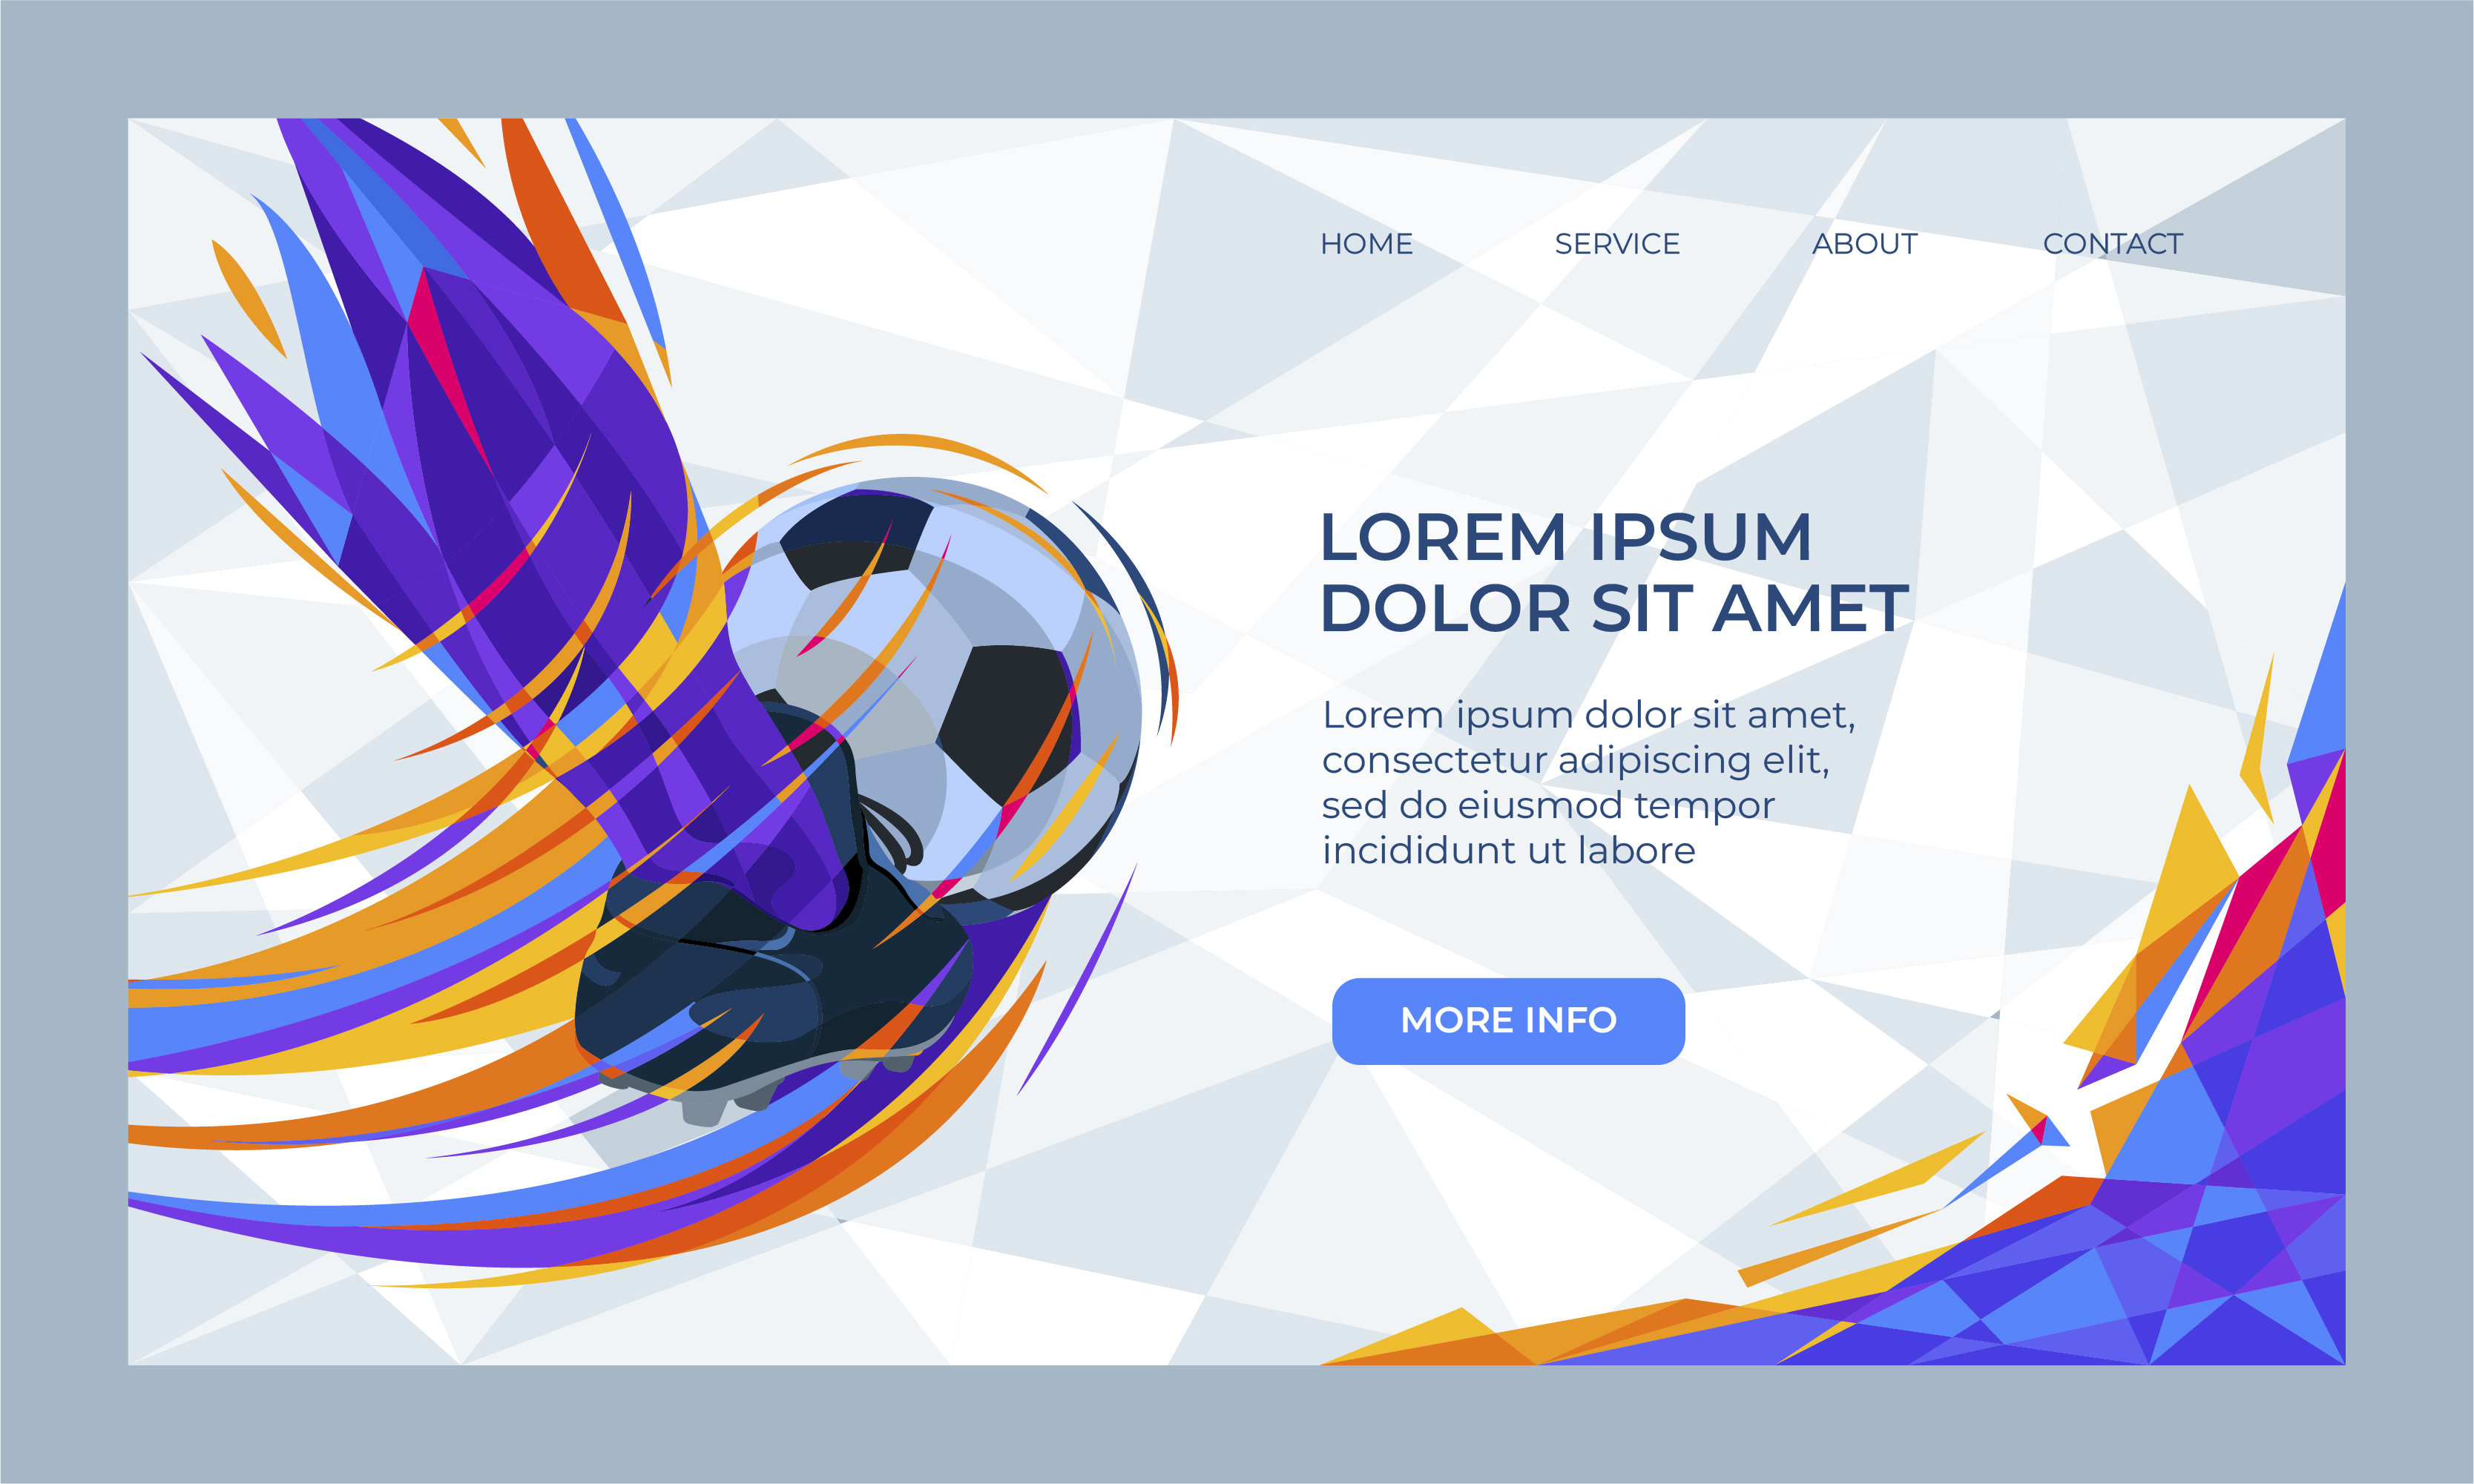 HOME SERVICE ABOUT CONTACT
LOREM IPSUM
DOLOR SIT AMET
Lorem ipsum dolor sit amet,
consectetur adipiscing elit,
sed do eiusmod tempor
incididunt ut labore
MORE INFO